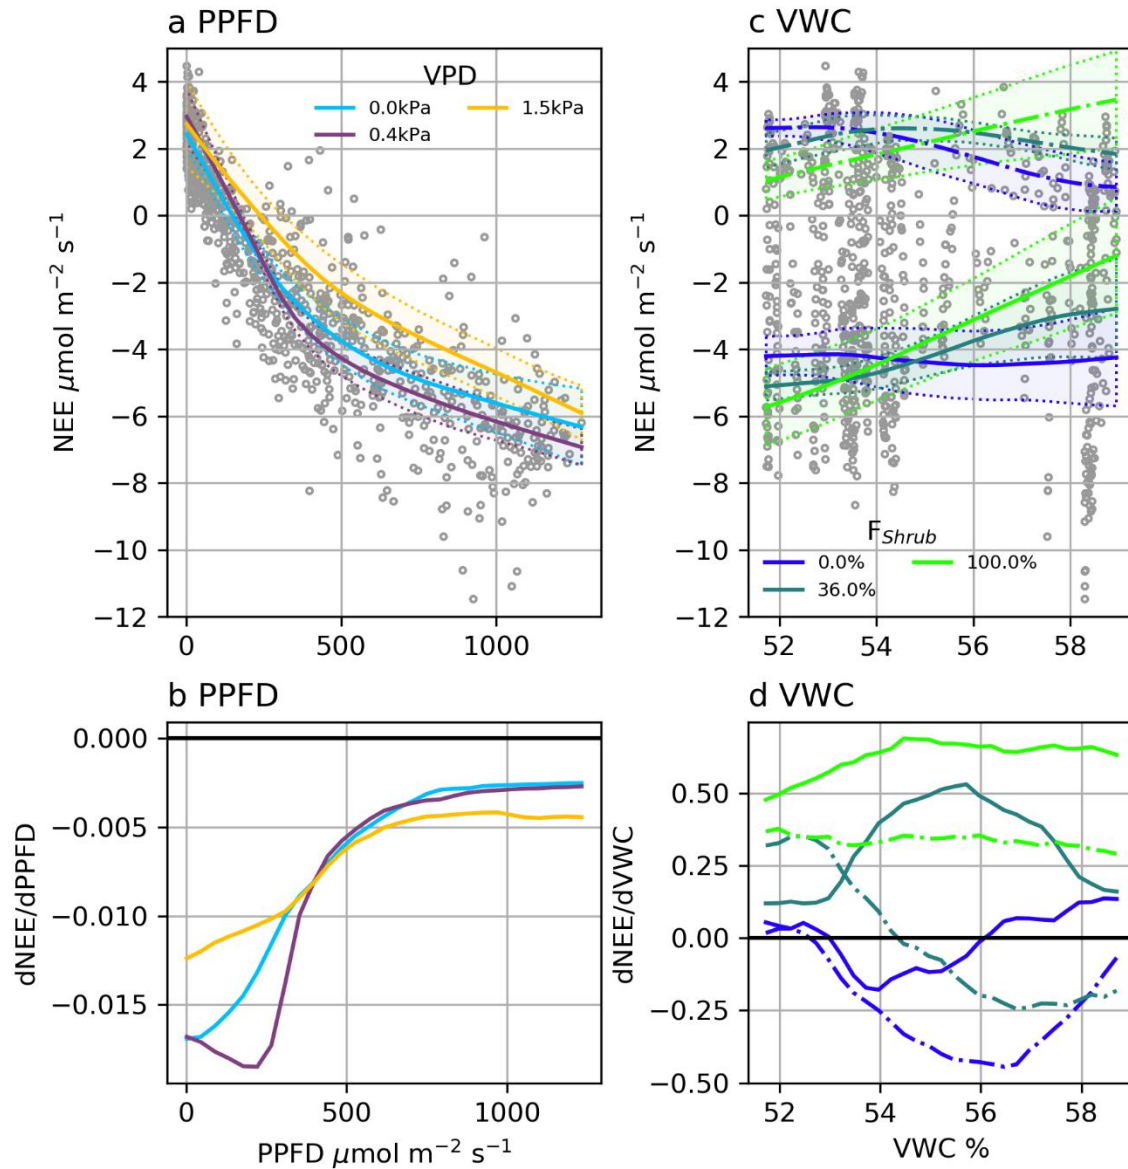 a PPFD
VPD
0.0kPa
1.5kPa
0.4kPa
4
2
0
−2
−4
−6
−8
−10
−12
NEE μmol m⁻² s⁻¹
0
500
1000
c VWC
4
2
0
−2
−4
−6
−8
−10
−12
NEE μmol m⁻² s⁻¹
F_Shrub
0.0%
100.0%
36.0%
52
54
56
58
b PPFD
0.000
−0.005
−0.010
−0.015
dNEE/dPPFD
0
500
1000
PPFD μmol m⁻² s⁻¹
d VWC
0.50
0.25
0.00
−0.25
−0.50
dNEE/dVWC
52
54
56
58
VWC %